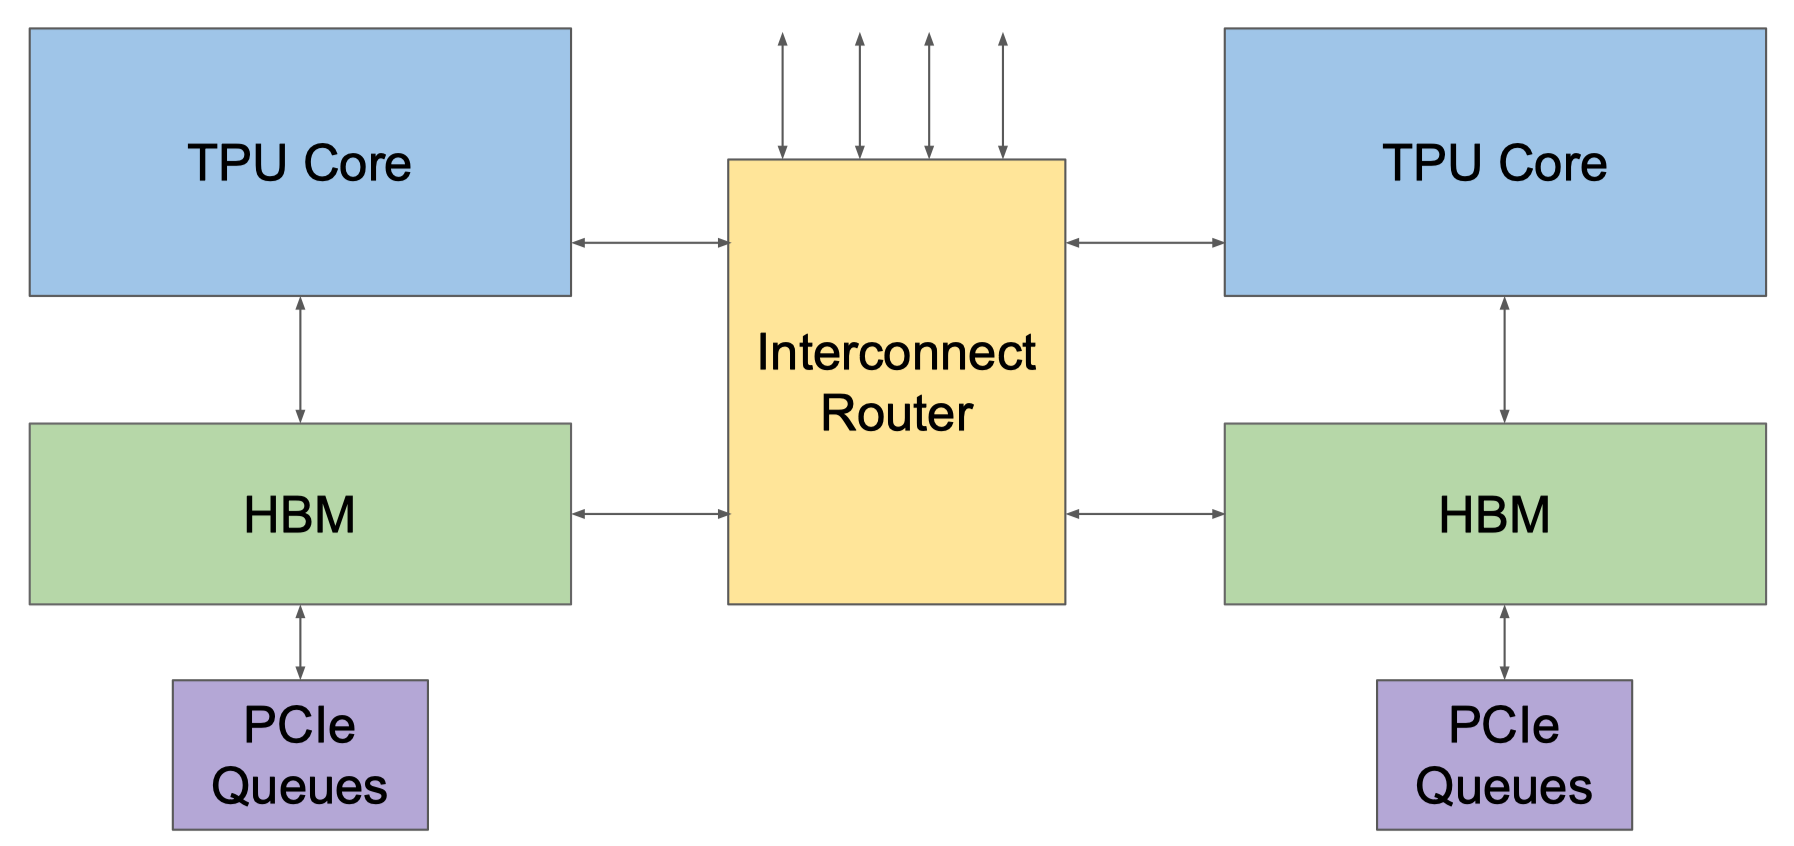 TPU Core
TPU Core
Interconnect
Router
HBM
HBM
PCIe
Queues
PCIe
Queues